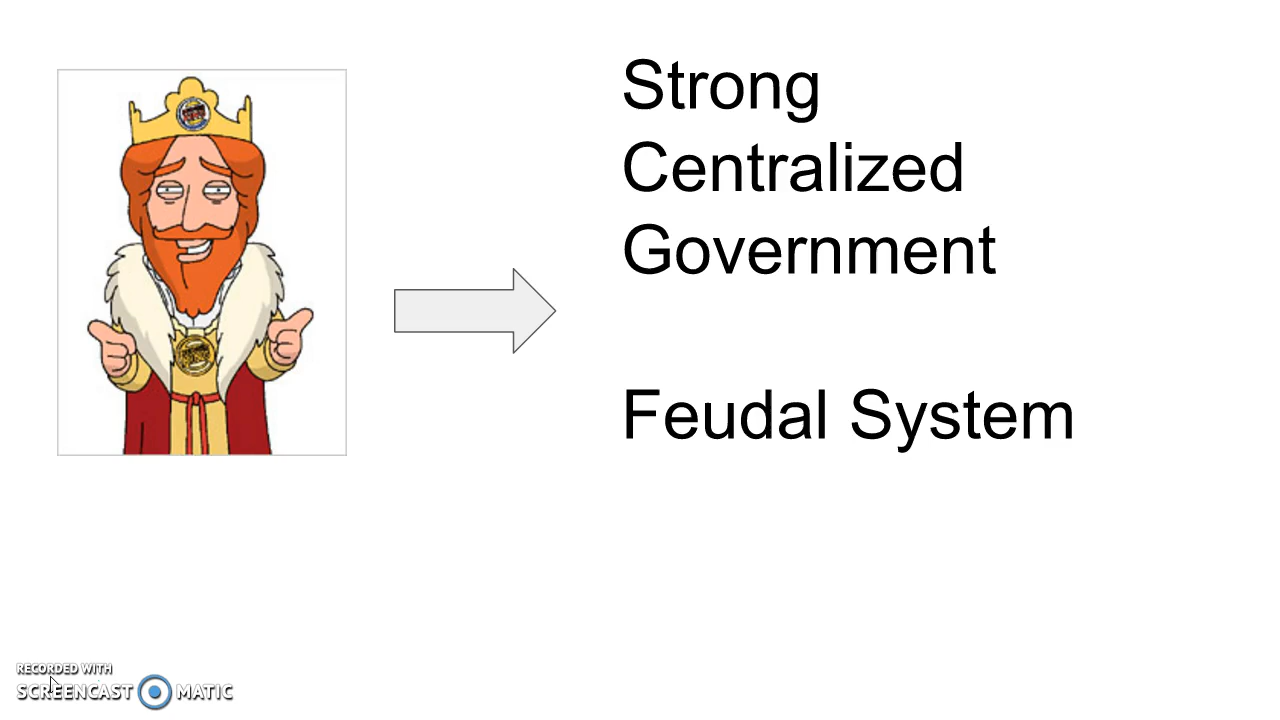 Strong
Centralized
Government
Feudal System
RECORDED WITH
SCREENCAST MATIC